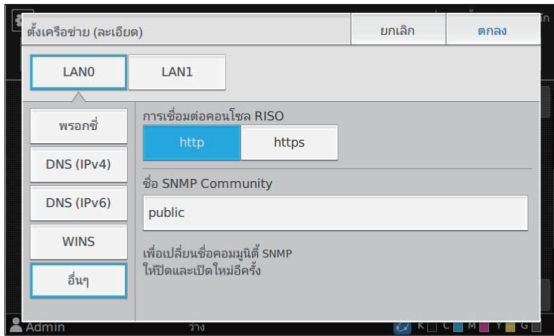 ตั้งเครือข่าย (ละเอียด)
ยกเลิก
ตกลง
LAN0
LAN1
พรอกซี่
DNS (IPv4)
DNS (IPv6)
WINS
อื่นๆ
การเชื่อมต่อคอนโซล RISO
http
https
ชื่อ SNMP Community
public
เพื่อเปลี่ยนชื่อคอมมูนิตี้ SNMP
ให้ปิดและเปิดใหม่อีกครั้ง
Admin
ว่าง
K C M Y G